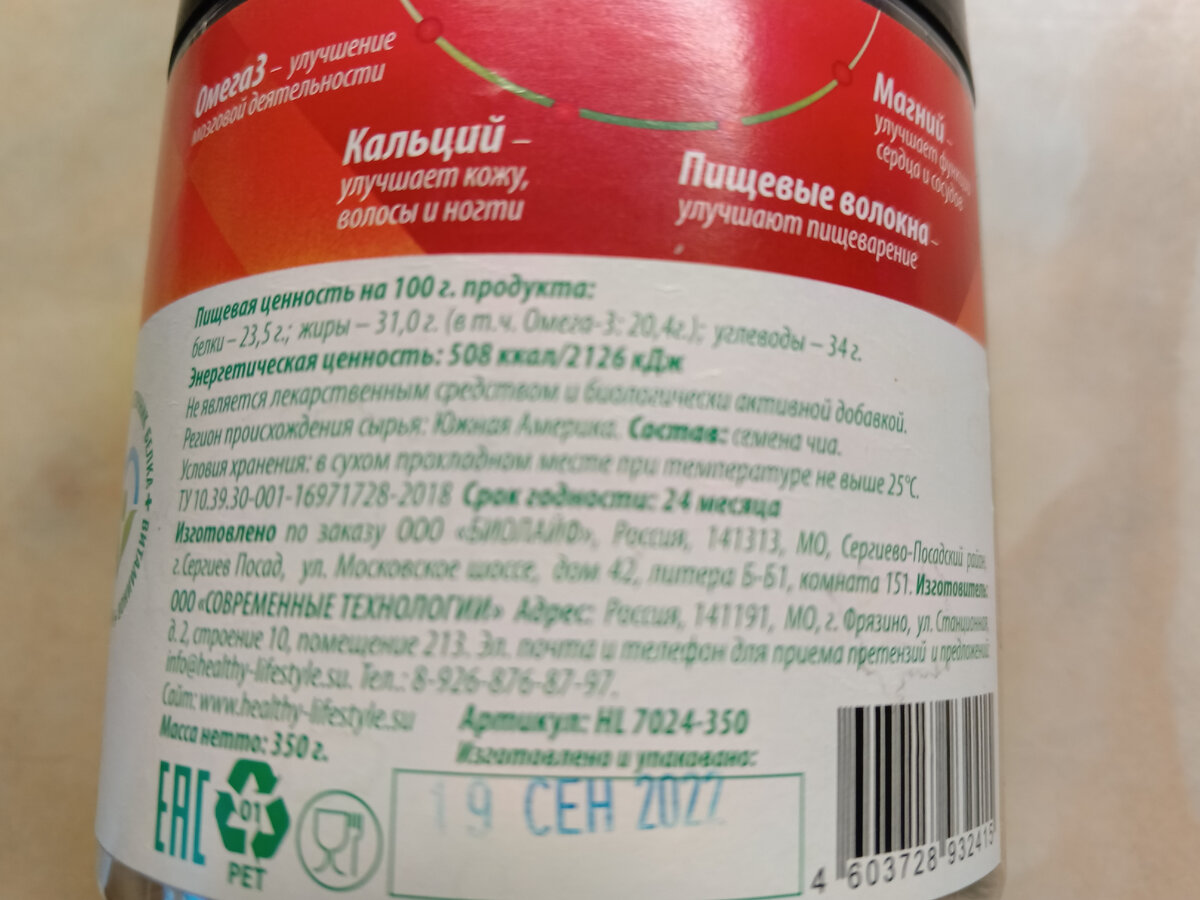 Омега3 – улучшение
мозговой деятельности
Кальций –
улучшает кожу,
волосы и ногти
Пищевые волокна –
улучшают пищеварение
Магний –
улучшает функции
сердца и сосудов
Пищевая ценность на 100 г. продукта:
белки – 23,5 г.; жиры – 31,0 г. (в т.ч. Омега-3: 20,4г.); углеводы – 34 г.
Энергетическая ценность: 508 ккал/2126 кДж
Не является лекарственным средством и биологически активной добавкой.
Регион происхождения сырья: Южная Америка. Состав: семена чиа.
Условия хранения: в сухом прохладном месте при температуре не выше 25°C.
ТУ 10.39.30-001-16971728-2018 Срок годности: 24 месяца
Изготовлено по заказу ООО «БИОЛАЙФ», Россия, 141313, МО, Сергиево-Посадский район,
г. Сергиев Посад, ул. Московское шоссе, дом 42, литера Б-Б1, комната 151. Изготовитель:
ООО «СОВРЕМЕННЫЕ ТЕХНОЛОГИИ» Адрес: Россия, 141191, МО, г. Фрязино, ул. Станционная,
д. 2, строение 10, помещение 213. Эл. почта и телефон для приема претензий и предложений
info@healthy-lifestyle.su. Тел.: 8-926-876-87-97.
Сайт: www.healthy-lifestyle.su
Артикул: HL 7024-350
Масса нетто: 350 г.
Изготовлено и упаковано:
19 СЕН 2022
EAC
01
PET
4 603728 932415
БЕЛКА + ВИТАМИНОВ